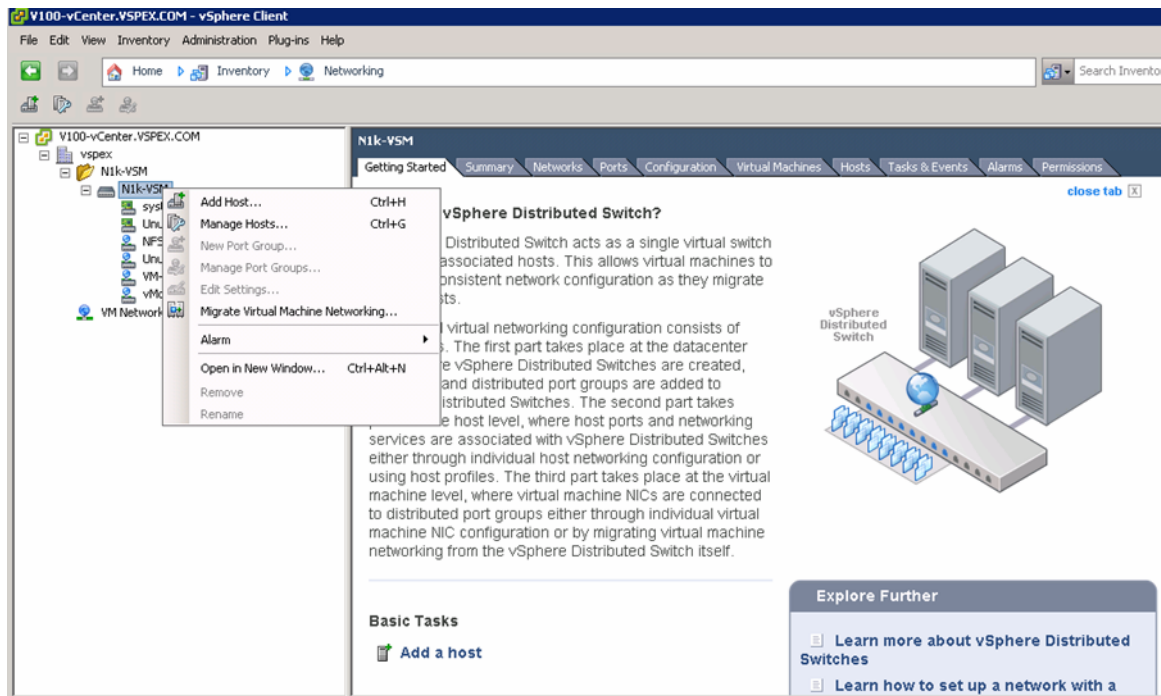 V100-vCenter.VSPEX.COM - vSphere Client
File Edit View Inventory Administration Plug-ins Help
Home Inventory Networking
Search Invento
V100-vCenter.VSPEX.COM
vspex
N1k-VSM
N1k-VSM
syst
Unu
NFS
Unu
VM-
vMo
VM Network
Add Host... Ctrl+H
Manage Hosts... Ctrl+G
New Port Group...
Manage Port Groups...
Edit Settings...
Migrate Virtual Machine Networking...
Alarm
Open in New Window... Ctrl+Alt+N
Remove
Rename
N1k-VSM
Getting Started Summary Networks Ports Configuration Virtual Machines Hosts Tasks & Events Alarms Permissions
close tab X
vSphere Distributed Switch?
Distributed Switch acts as a single virtual switch
associated hosts. This allows virtual machines to
onsistent network configuration as they migrate
sts.
virtual networking configuration consists of
s. The first part takes place at the datacenter
re vSphere Distributed Switches are created,
and distributed port groups are added to
istributed Switches. The second part takes
e host level, where host ports and networking
services are associated with vSphere Distributed Switches
either through individual host networking configuration or
using host profiles. The third part takes place at the virtual
machine level, where virtual machine NICs are connected
to distributed port groups either through individual virtual
machine NIC configuration or by migrating virtual machine
networking from the vSphere Distributed Switch itself.
vSphere
Distributed
Switch
Basic Tasks
Add a host
Explore Further
Learn more about vSphere Distributed
Switches
Learn how to set up a network with a